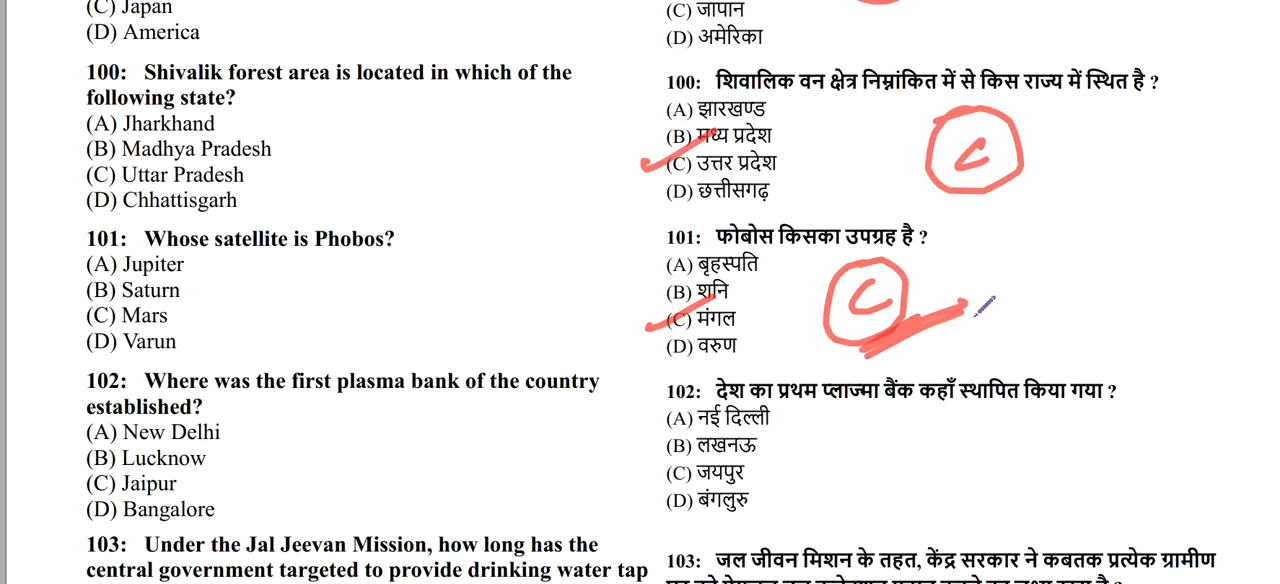 (C) Japan
(D) America
100: Shivalik forest area is located in which of the
following state?
(A) Jharkhand
(B) Madhya Pradesh
(C) Uttar Pradesh
(D) Chhattisgarh
101: Whose satellite is Phobos?
(A) Jupiter
(B) Saturn
(C) Mars
(D) Varun
102: Where was the first plasma bank of the country
established?
(A) New Delhi
(B) Lucknow
(C) Jaipur
(D) Bangalore
103: Under the Jal Jeevan Mission, how long has the
central government targeted to provide drinking water tap
(C) जापान
(D) अमेरिका
100: शिवालिक वन क्षेत्र निम्नांकित में से किस राज्य में स्थित है ?
(A) झारखण्ड
(B) मध्य प्रदेश
(C) उत्तर प्रदेश
(D) छत्तीसगढ़
C
101: फोबोस किसका उपग्रह है ?
(A) बृहस्पति
(B) शनि
(C) मंगल
(D) वरुण
C
102: देश का प्रथम प्लाज्मा बैंक कहाँ स्थापित किया गया ?
(A) नई दिल्ली
(B) लखनऊ
(C) जयपुर
(D) बंगलुरु
103: जल जीवन मिशन के तहत, केंद्र सरकार ने कबतक प्रत्येक ग्रामीण